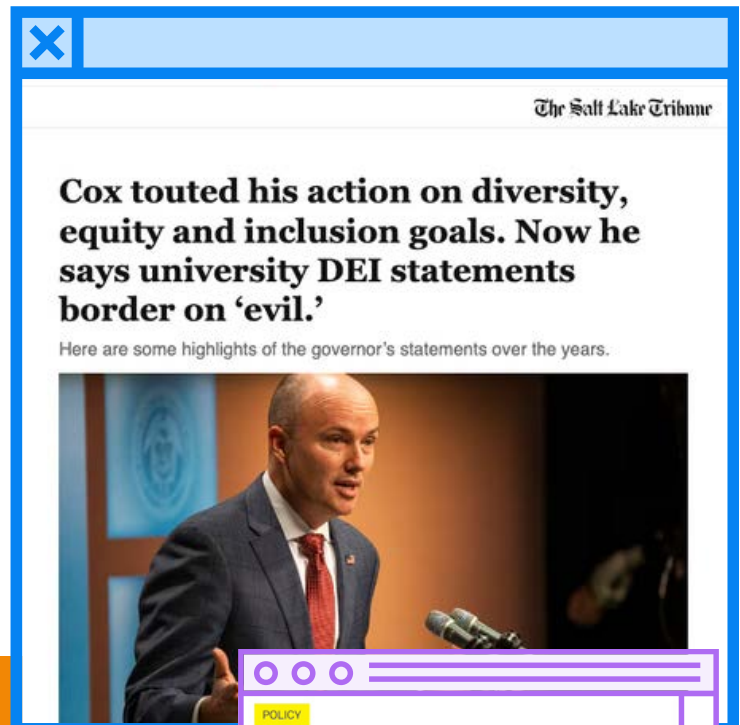 The Salt Lake Tribune
Cox touted his action on diversity,
equity and inclusion goals. Now he
says university DEI statements
border on ‘evil.’
Here are some highlights of the governor’s statements over the years.
POLICY